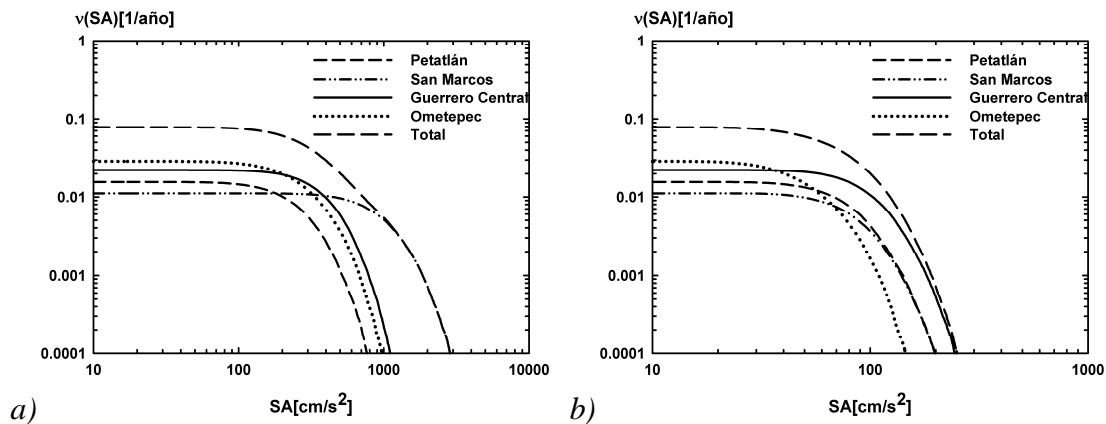 ν(SA)[1/año]
1
0.1
0.01
0.001
0.0001
10
100
1000
10000
SA[cm/s²]
Petatlán
San Marcos
Guerrero Central
Ometepec
Total
a)
ν(SA)[1/año]
1
0.1
0.01
0.001
0.0001
10
100
1000
SA[cm/s²]
Petatlán
San Marcos
Guerrero Central
Ometepec
Total
b)